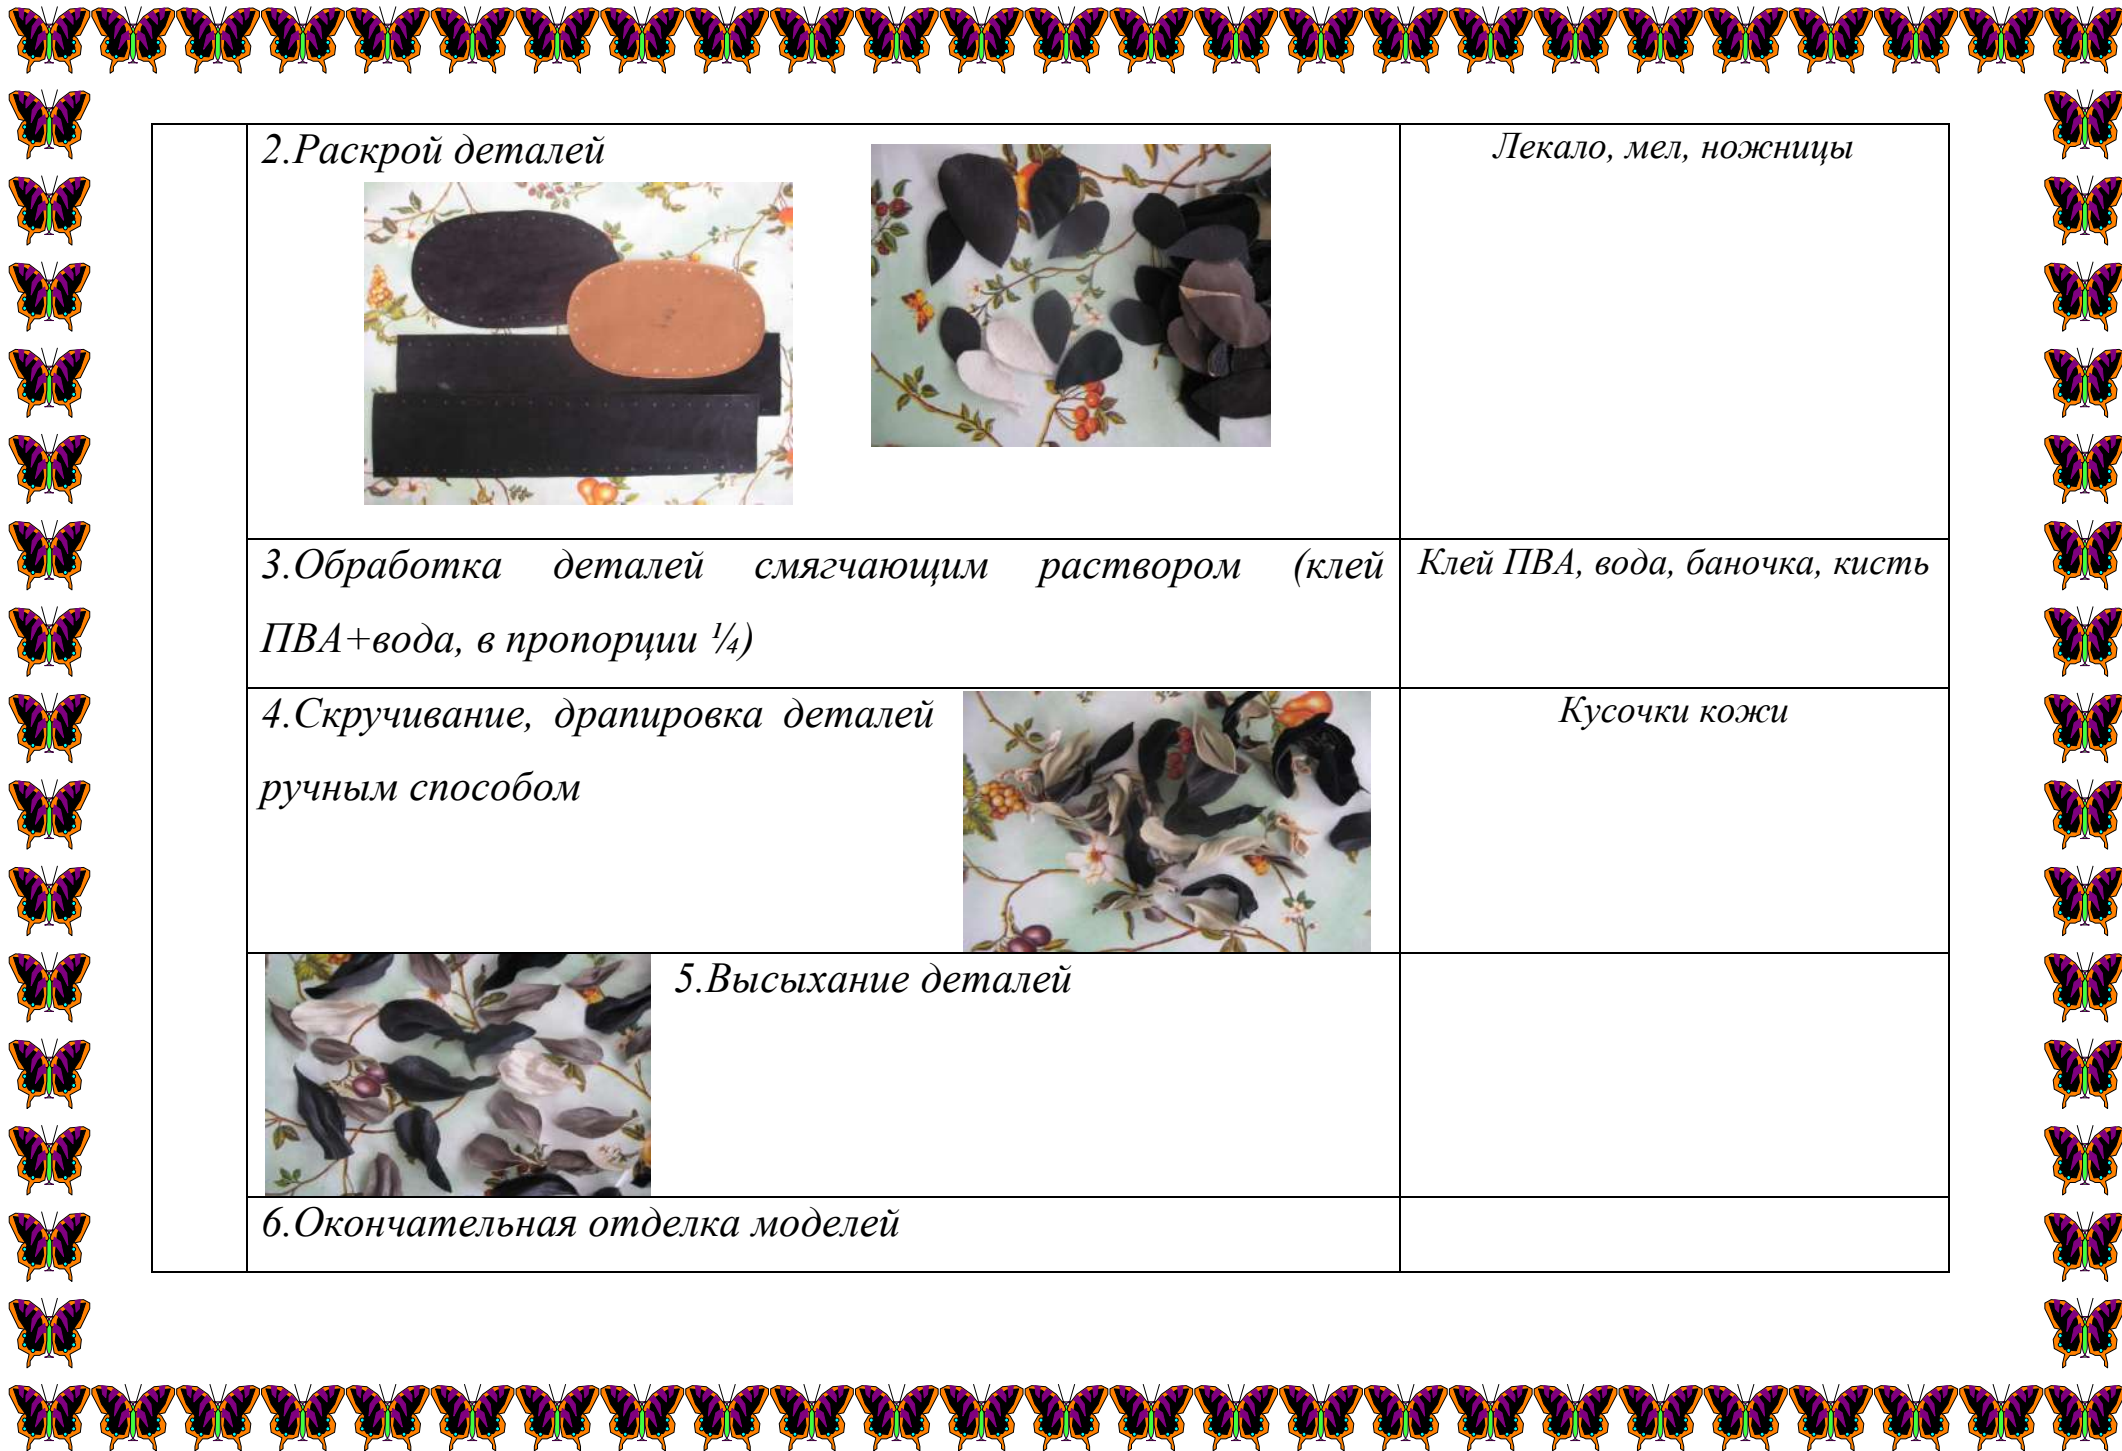 2.Раскрой деталей
Лекало, мел, ножницы
3.Обработка деталей смягчающим раствором (клей
ПВА+вода, в пропорции ¼)
Клей ПВА, вода, баночка, кисть
4.Скручивание, драпировка деталей
ручным способом
Кусочки кожи
5.Высыхание деталей
6.Окончательная отделка моделей